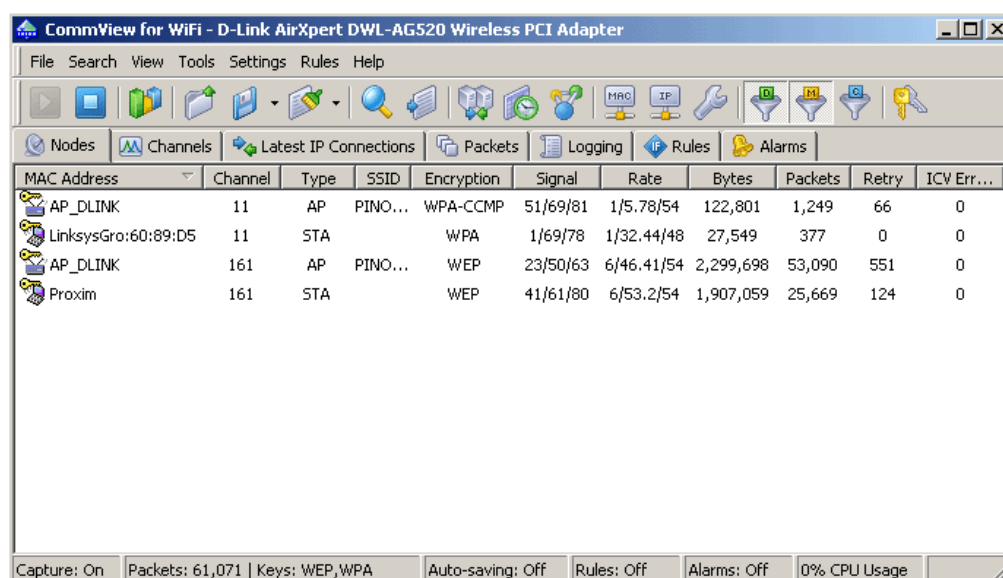 CommView for WiFi - D-Link AirXpert DWL-AG520 Wireless PCI Adapter
File Search View Tools Settings Rules Help
MAC IP D M C
Nodes Channels Latest IP Connections Packets Logging IF Rules Alarms
MAC Address Channel Type SSID Encryption Signal Rate Bytes Packets Retry ICV Err...
AP_DLINK 11 AP PINO... WPA-CCMP 51/69/81 1/5.78/54 122,801 1,249 66 0
LinksysGro:60:89:D5 11 STA WPA 1/69/78 1/32.44/48 27,549 377 0 0
AP_DLINK 161 AP PINO... WEP 23/50/63 6/46.41/54 2,299,698 53,090 551 0
Proxim 161 STA WEP 41/61/80 6/53.2/54 1,907,059 25,669 124 0
Capture: On Packets: 61,071 | Keys: WEP,WPA Auto-saving: Off Rules: Off Alarms: Off 0% CPU Usage